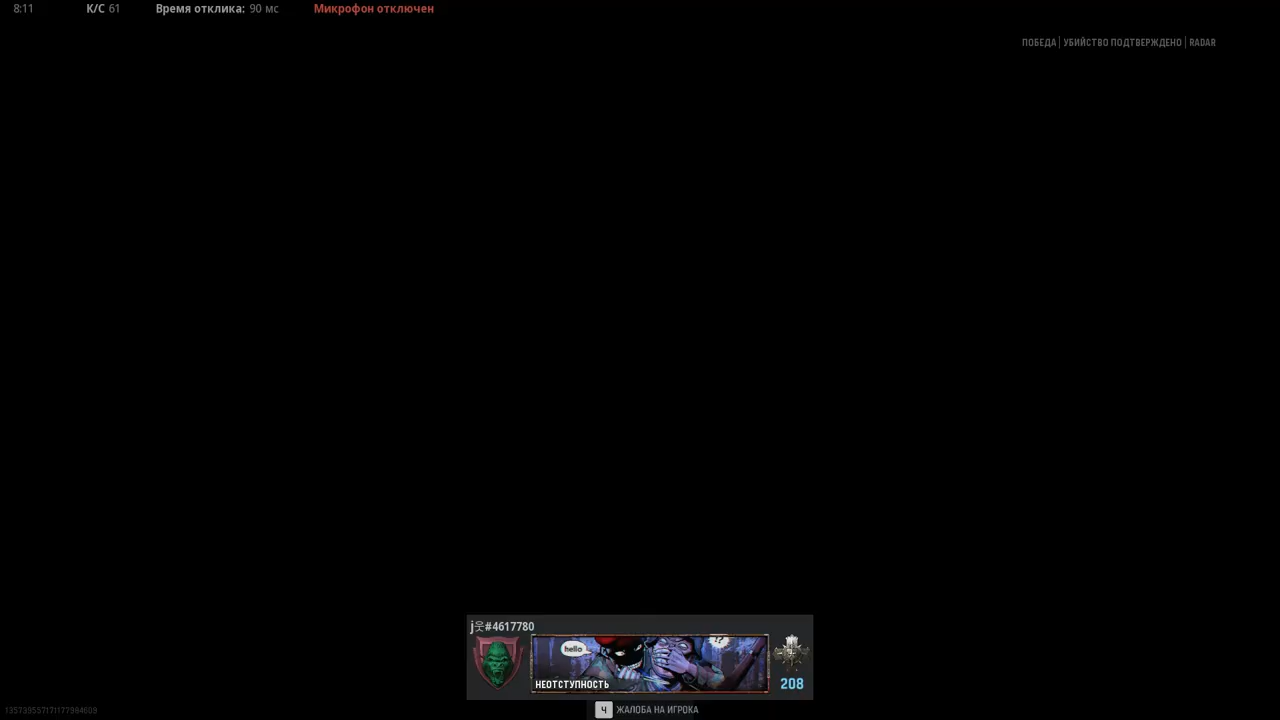 8:11 К/С 61 Время отклика: 90 мс Микрофон отключен
ПОБЕДА | УБИЙСТВО ПОДТВЕРЖДЕНО | RADAR
j웃#4617780
hello
!?
НЕОТСТУПНОСТЬ
208
Ч ЖАЛОБА НА ИГРОКА